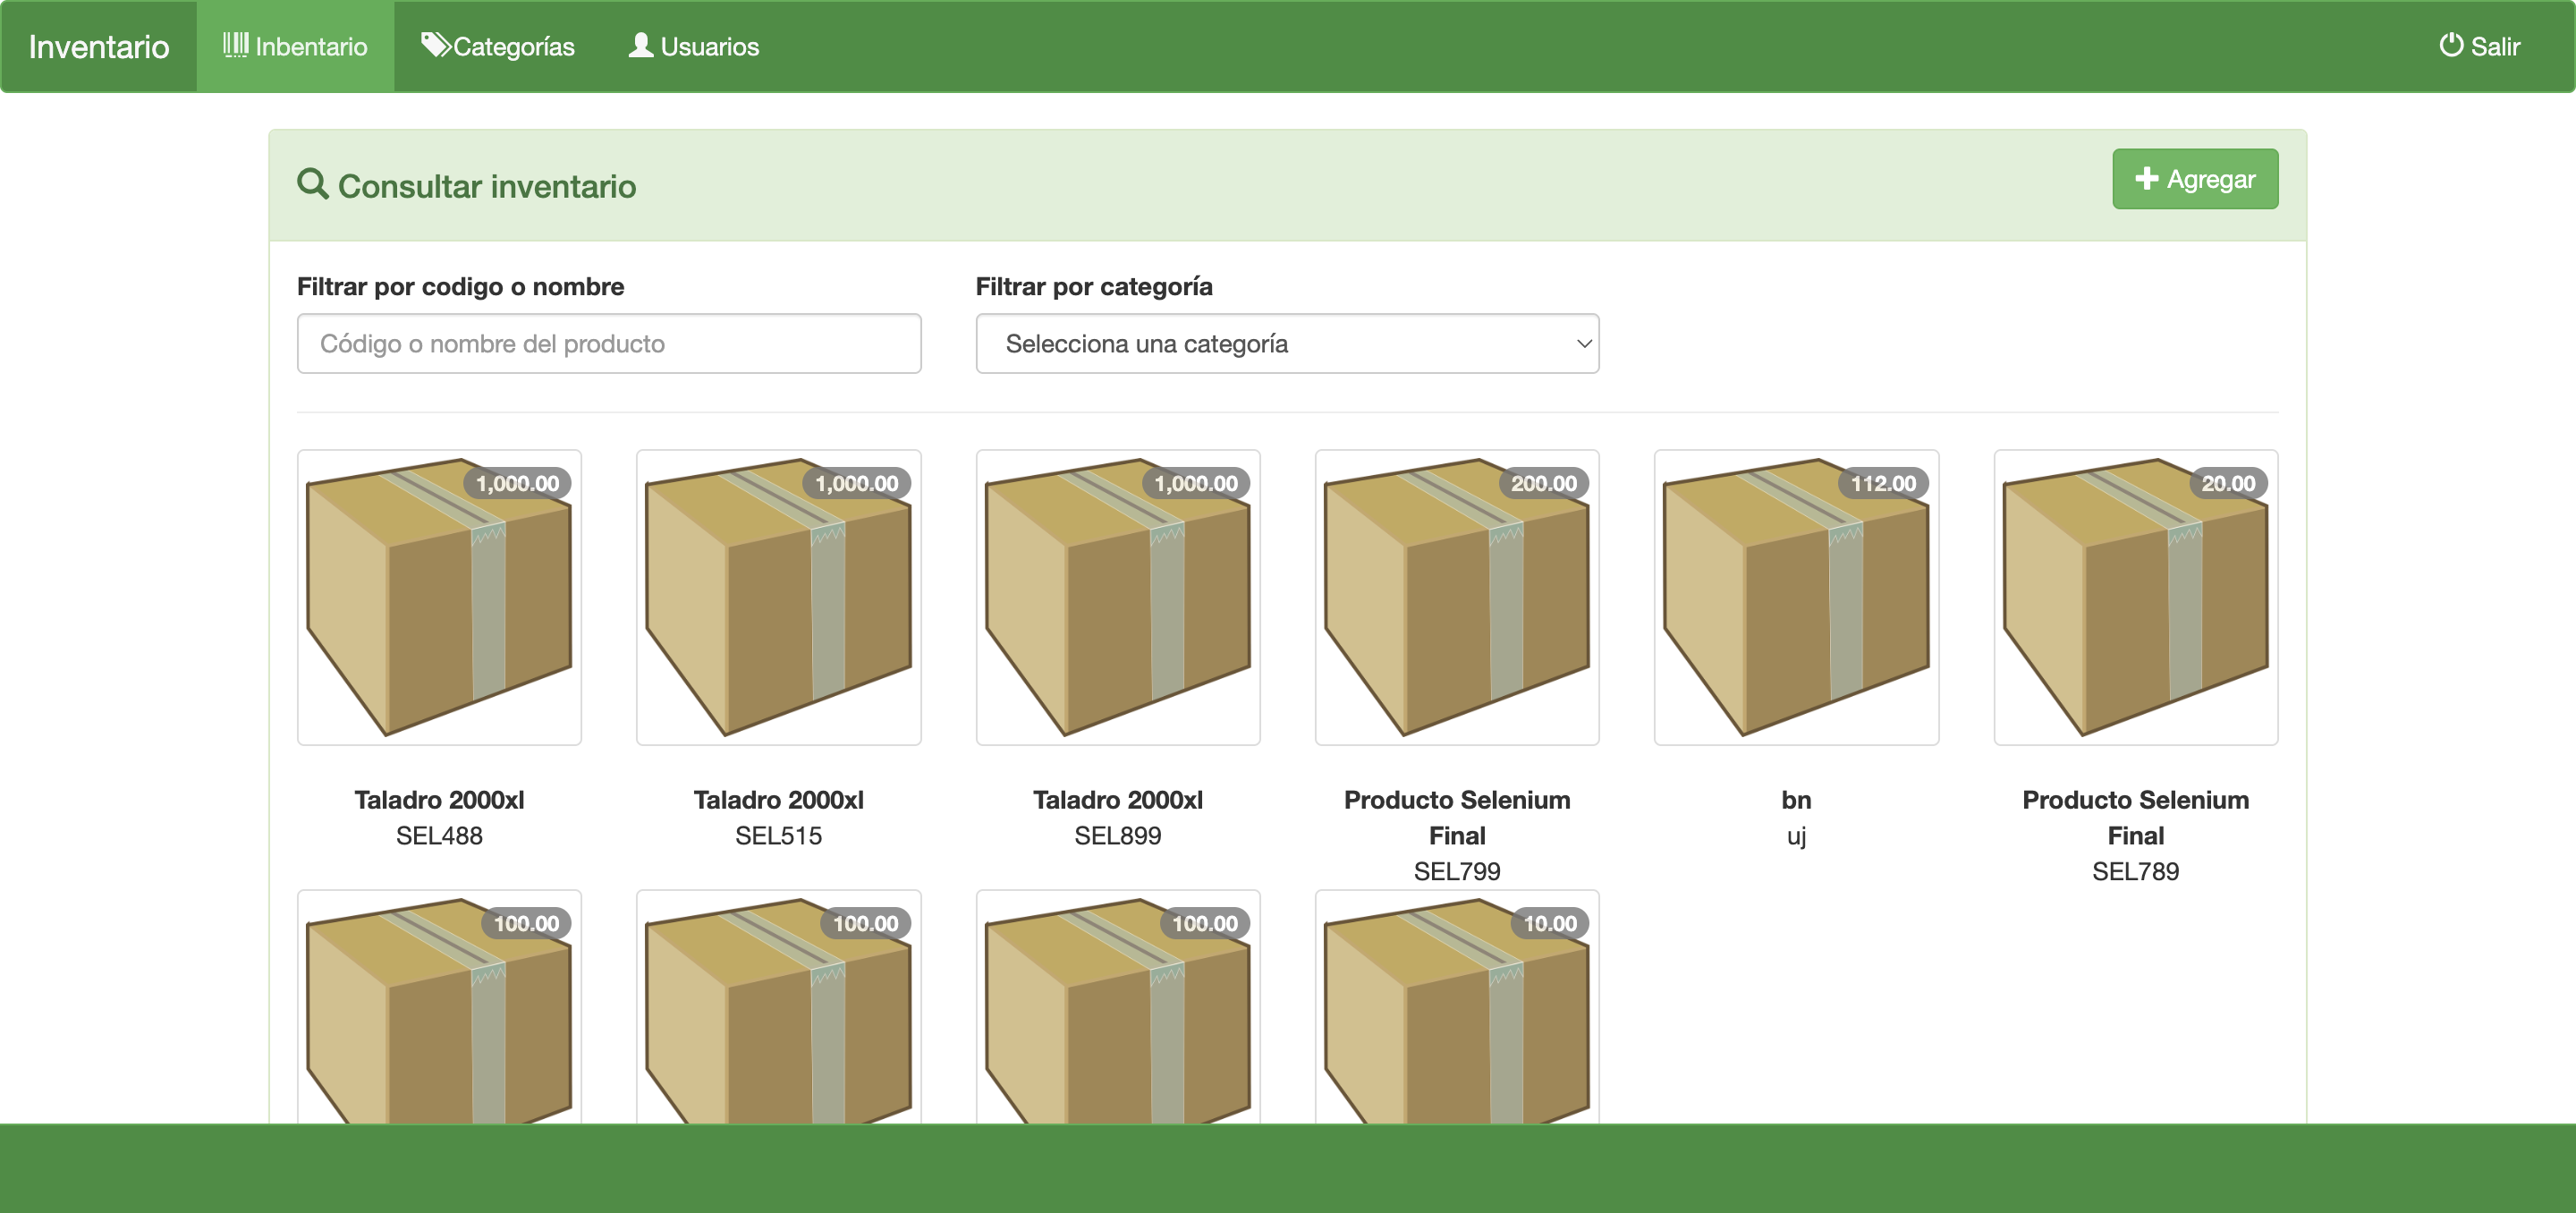 Inventario
Inbentario
Categorías
Usuarios
Salir
Consultar inventario
Agregar
Filtrar por codigo o nombre
Filtrar por categoría
Código o nombre del producto
Selecciona una categoría
1,000.00
1,000.00
1,000.00
200.00
112.00
20.00
Taladro 2000xl
SEL488
Taladro 2000xl
SEL515
Taladro 2000xl
SEL899
Producto Selenium
Final
SEL799
bn
uj
Producto Selenium
Final
SEL789
100.00
100.00
100.00
10.00